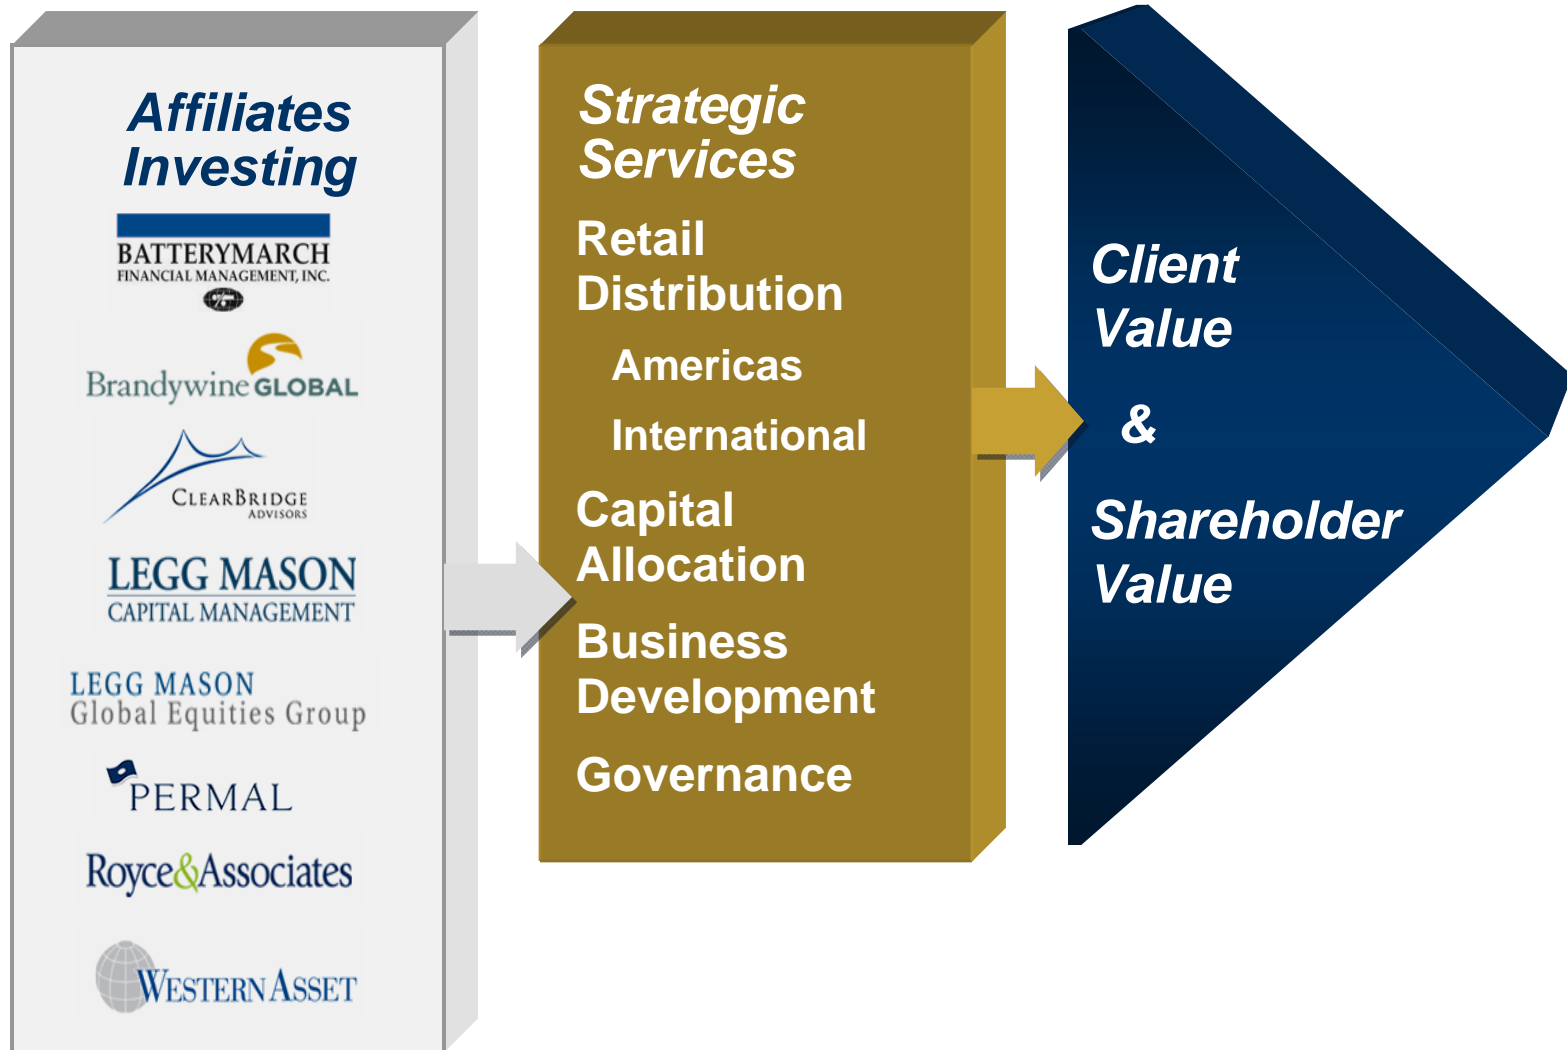 Affiliates
Investing
BATTERYMARCH
FINANCIAL MANAGEMENT, INC.
Brandywine GLOBAL
CLEARBRIDGE
ADVISORS
LEGG MASON
CAPITAL MANAGEMENT
LEGG MASON
Global Equities Group
PERMAL
Royce&Associates
WESTERN ASSET
Strategic
Services
Retail
Distribution
Americas
International
Capital
Allocation
Business
Development
Governance
Client
Value
&
Shareholder
Value